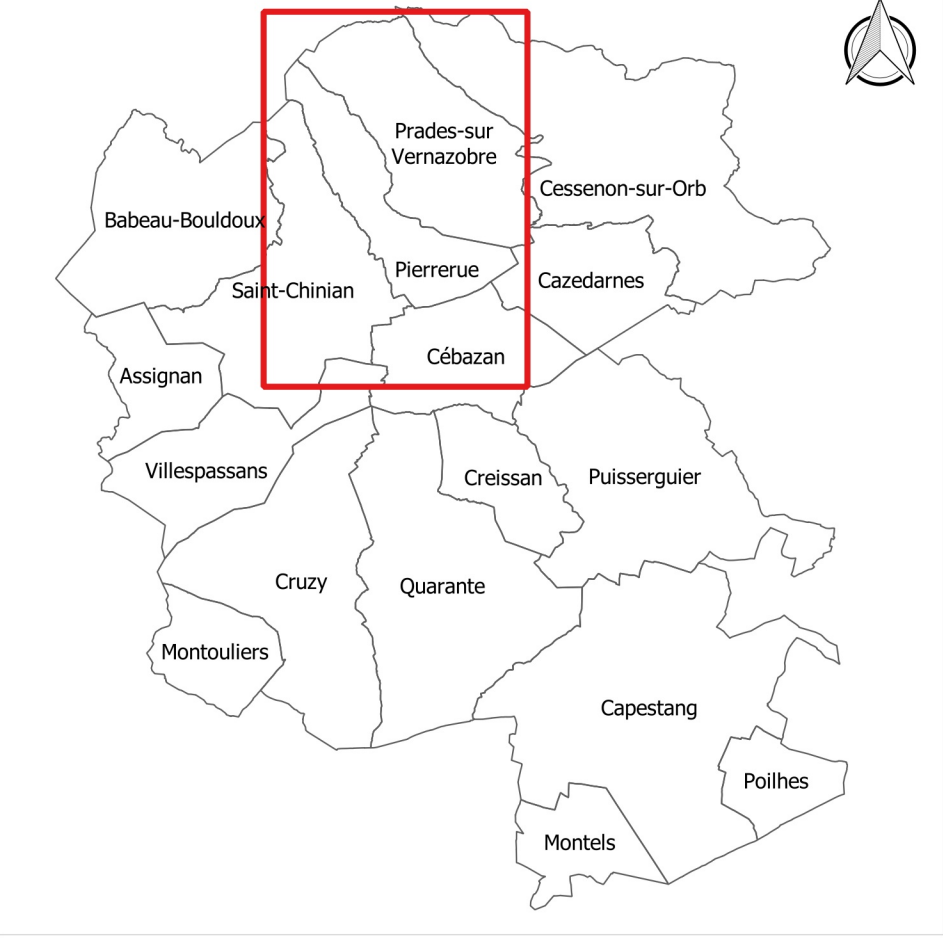 Prades-sur
Vernazobre
Cessenon-sur-Orb
Babeau-Bouldoux
Pierrerue
Cazedarnes
Saint-Chinian
Cébazan
Assignan
Villespassans
Creissan
Puisserguier
Cruzy
Quarante
Montouliers
Capestang
Poilhes
Montels